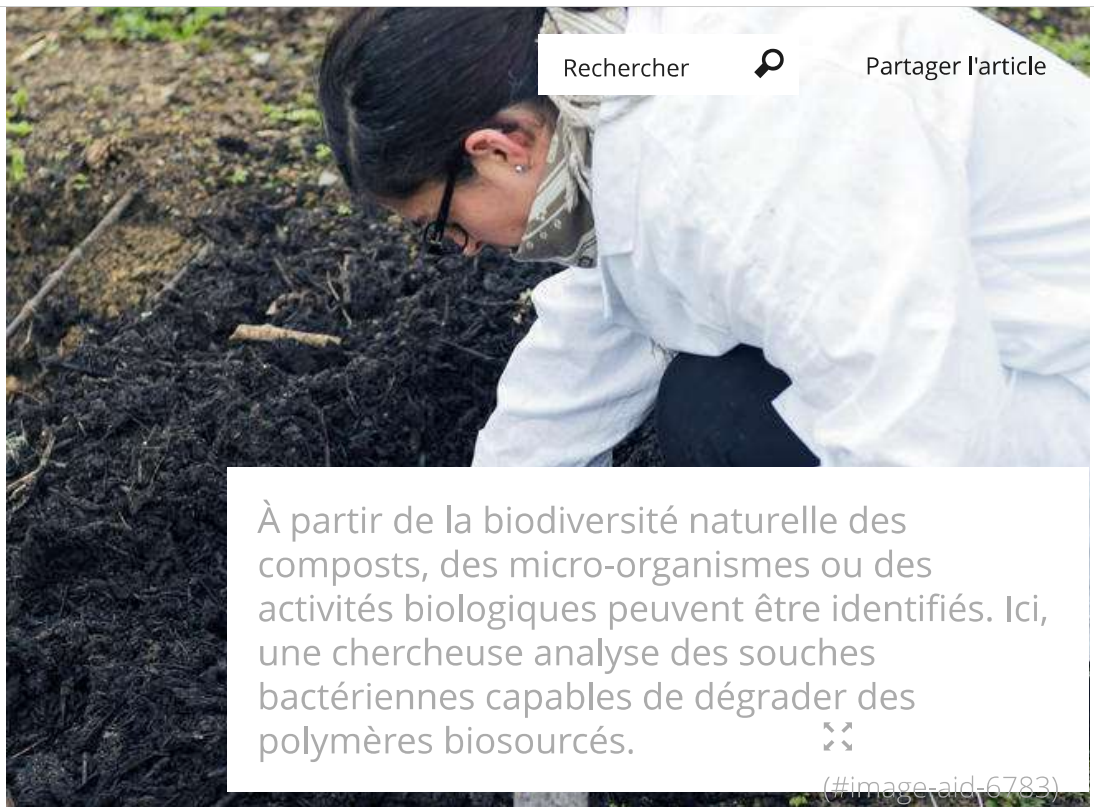 Rechercher
Partager l'article
À partir de la biodiversité naturelle des
composts, des micro-organismes ou des
activités biologiques peuvent être identifiés. Ici,
une chercheuse analyse des souches
bactériennes capables de dégrader des
polymères biosourcés.
(#image-aid-6783)